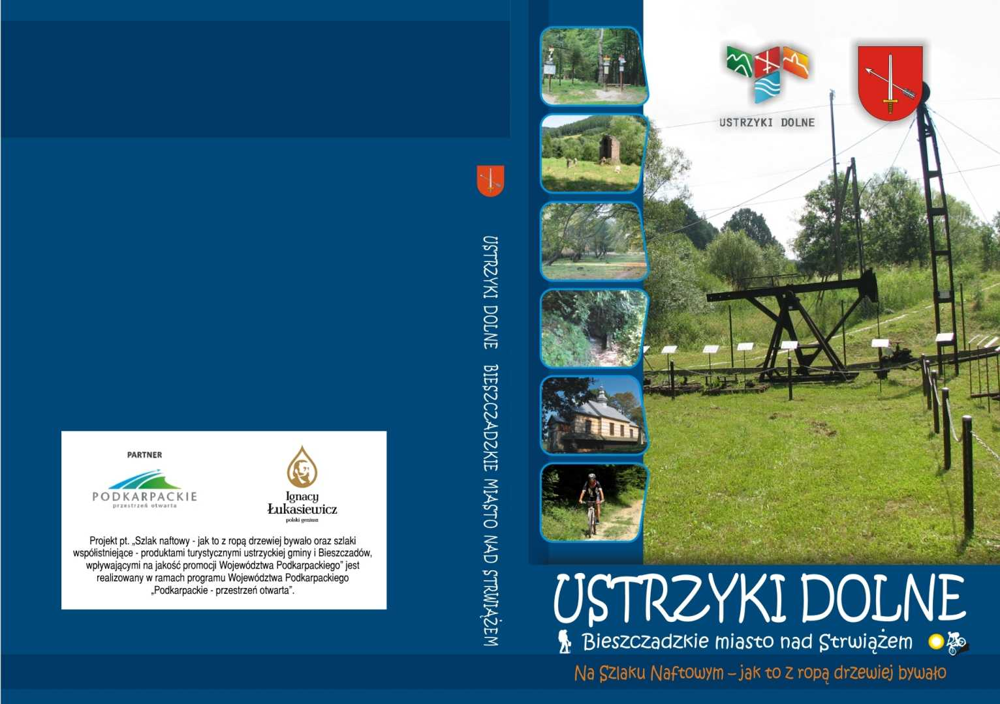 PARTNER
PODKARPACKIE
przestrzeń otwarta
Ignacy
Łukasiewicz
polski geniusz
Projekt pt. „Szlak naftowy - jak to z ropą drzewiej bywało oraz szlaki
współistniejące - produktami turystycznymi ustrzyckiej gminy i Bieszczadów,
wpływającymi na jakość promocji Województwa Podkarpackiego” jest
realizowany w ramach programu Województwa Podkarpackiego
„Podkarpackie - przestrzeń otwarta”.
USTRZYKI DOLNE BIESZCZADZKIE MIASTO NAD STRWIĄŻEM
USTRZYKI DOLNE
USTRZYKI DOLNE
Bieszczadzkie miasto nad Strwiążem
Na Szlaku Naftowym – jak to z ropą drzewiej bywało